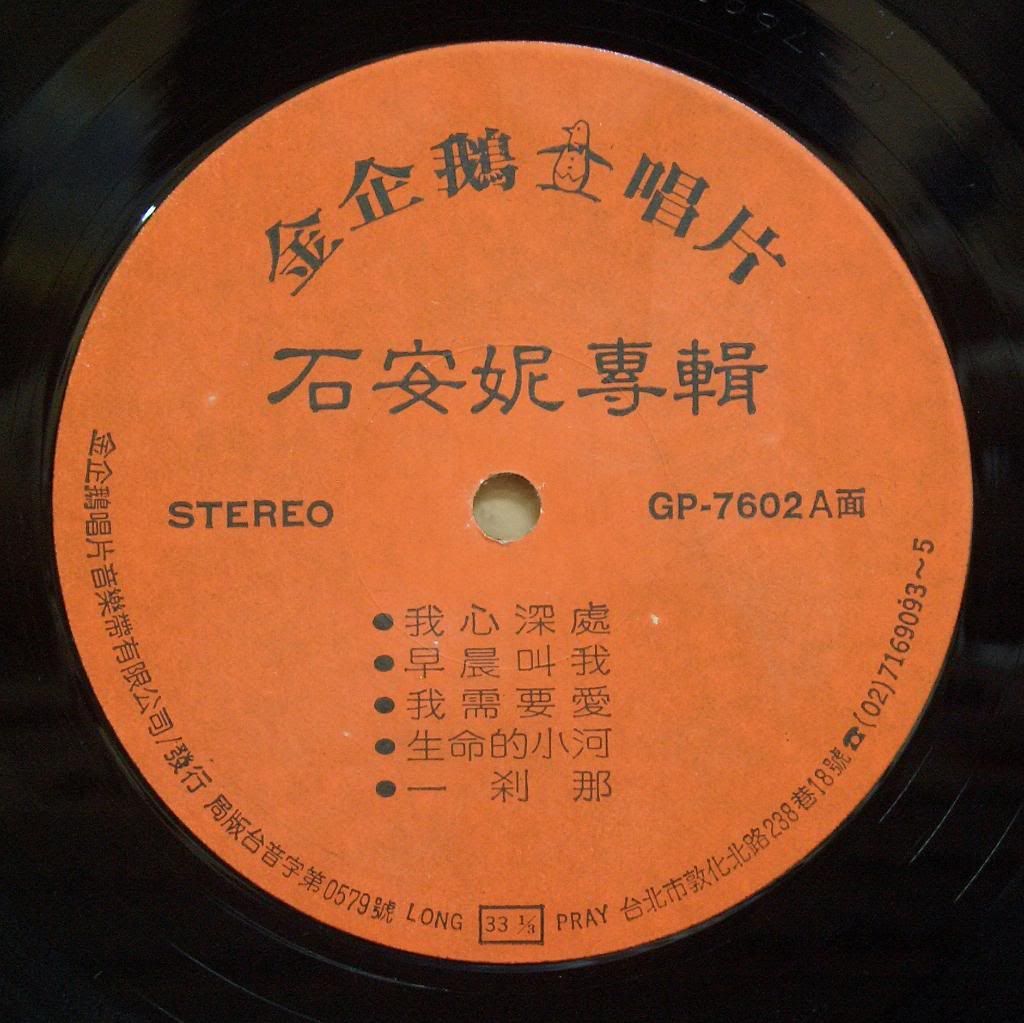 金企鵝唱片
石安妮專輯
STEREO
GP-7602A面
●我心深處
●早晨叫我
●我需要愛
●生命的小河
●一剎那
金企鵝唱片音樂帶有限公司/發行 局版台音字第0579號 LONG 33 ⅓ PRAY 台北市敦化北路238巷18號☎(02)7169093~5